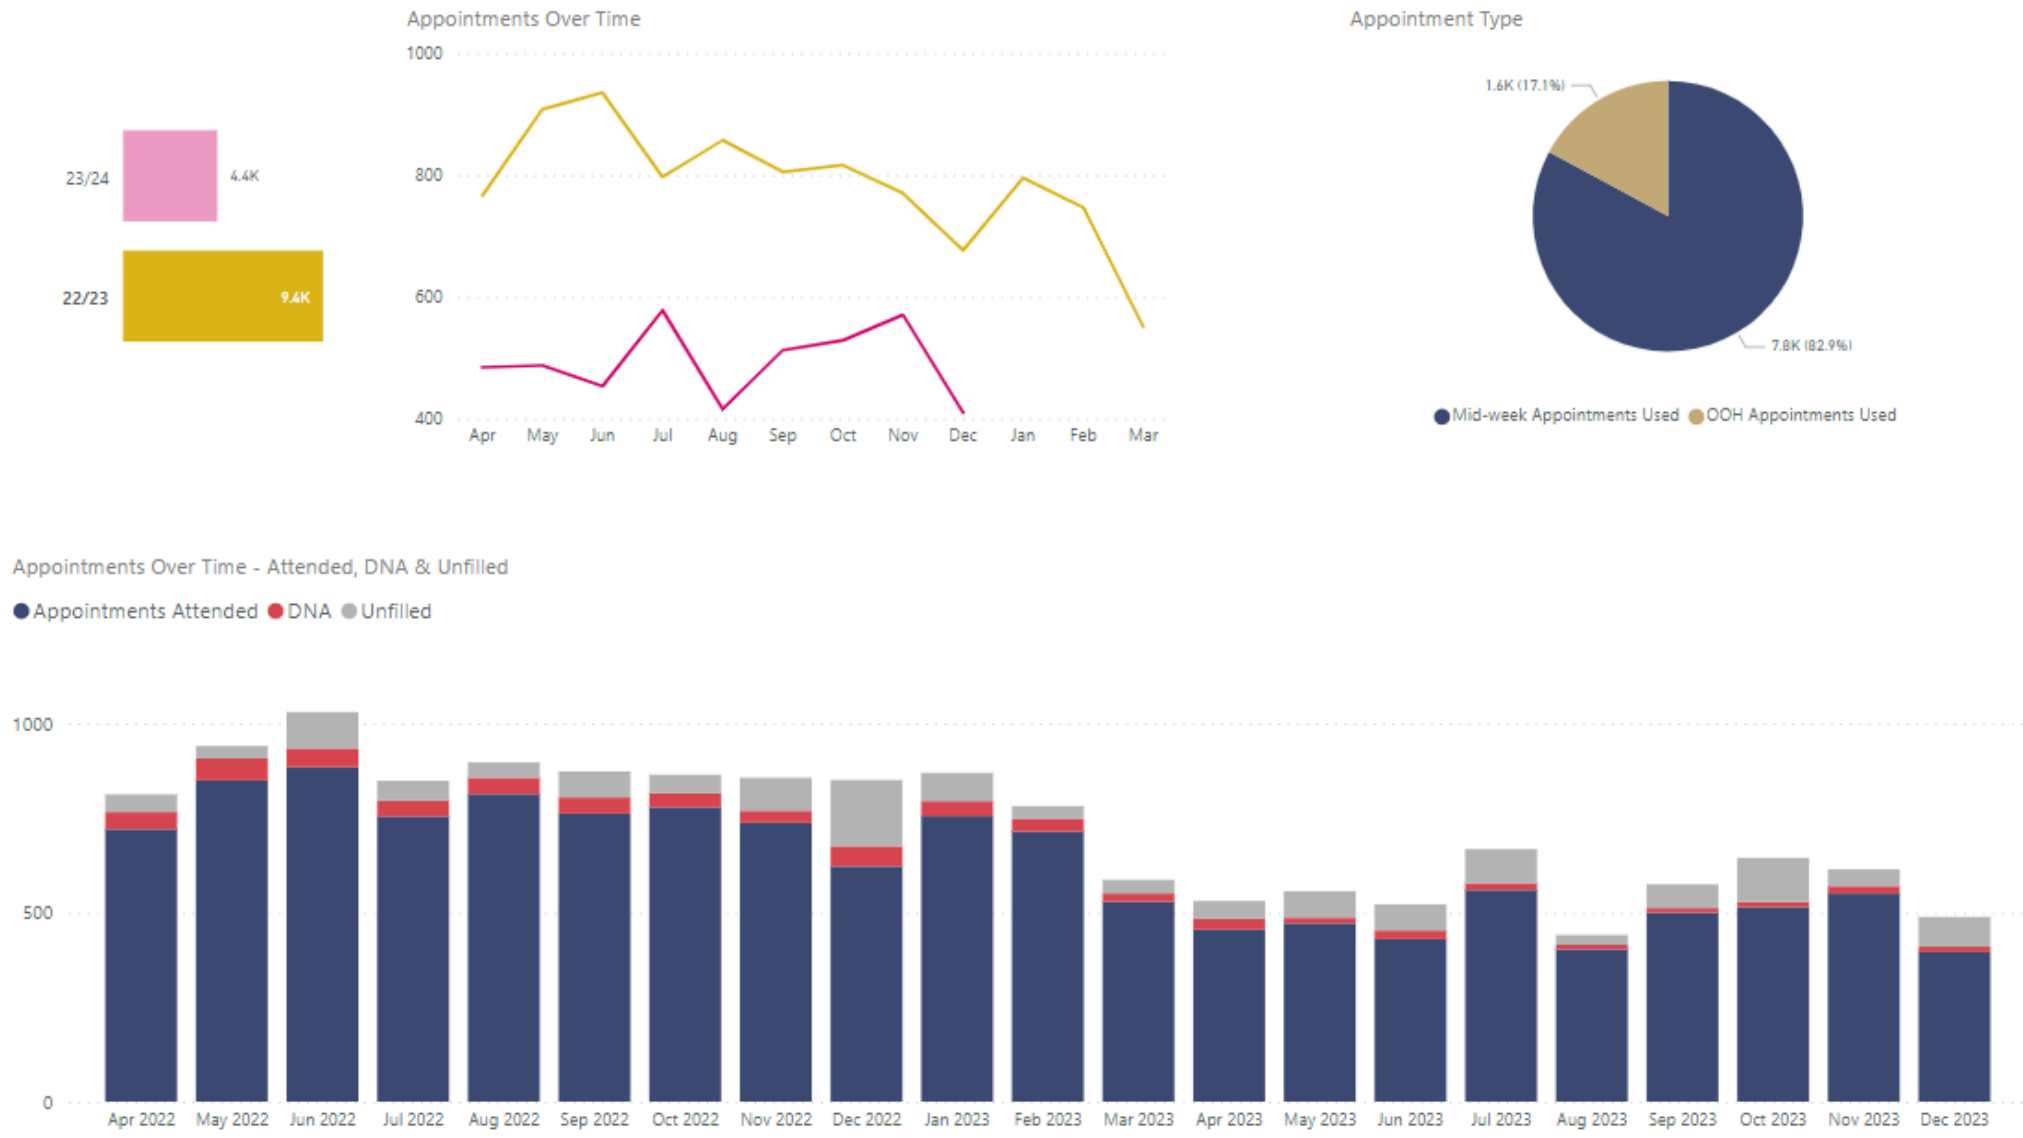 Appointments Over Time
Appointment Type
1000
800
600
400
Apr May Jun Jul Aug Sep Oct Nov Dec Jan Feb Mar
23/24 4.4K
22/23 9.4K
1.6K (17.1%)
7.8K (82.9%)
Mid-week Appointments Used OOH Appointments Used
Appointments Over Time - Attended, DNA & Unfilled
Appointments Attended DNA Unfilled
1000
500
0
Apr 2022 May 2022 Jun 2022 Jul 2022 Aug 2022 Sep 2022 Oct 2022 Nov 2022 Dec 2022 Jan 2023 Feb 2023 Mar 2023 Apr 2023 May 2023 Jun 2023 Jul 2023 Aug 2023 Sep 2023 Oct 2023 Nov 2023 Dec 2023